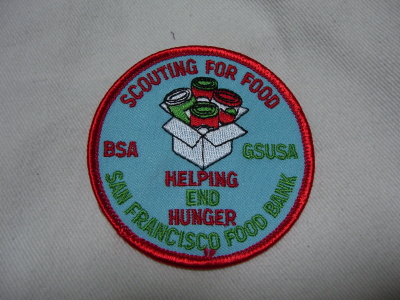 SCOUTING FOR FOOD
BSA
GSUSA
HELPING
END
HUNGER
SAN FRANCISCO FOOD BANK